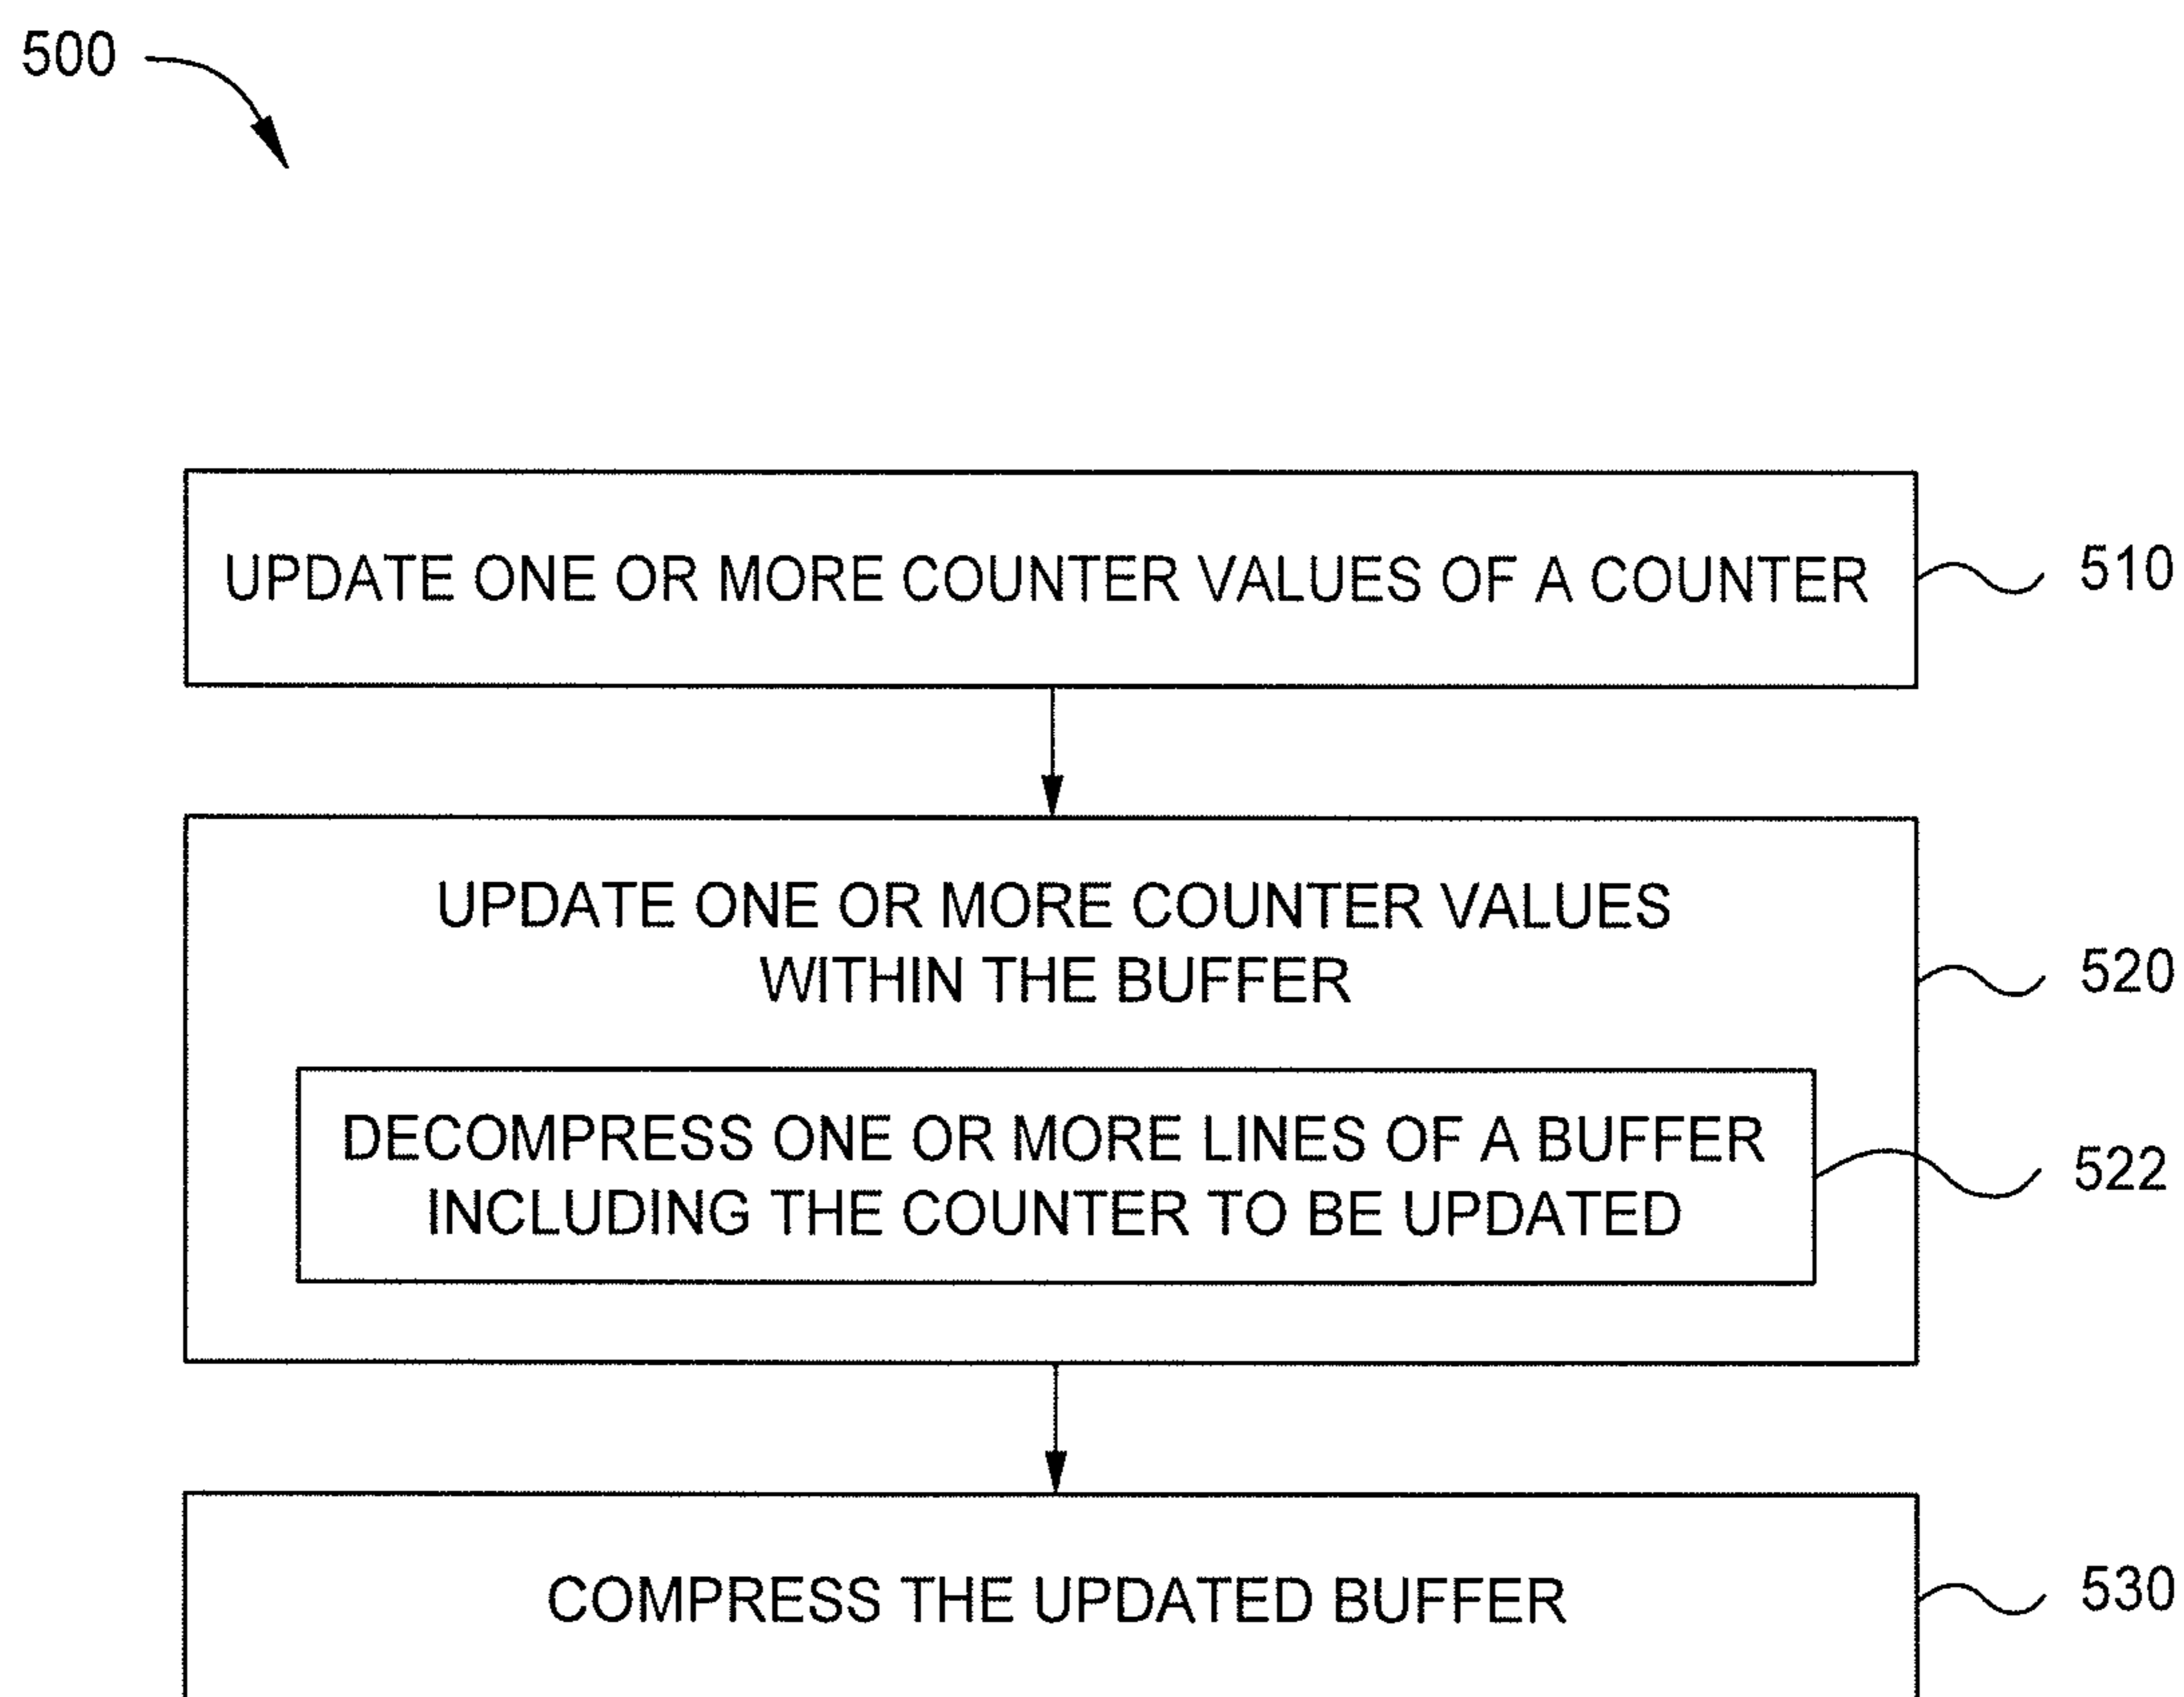 500
UPDATE ONE OR MORE COUNTER VALUES OF A COUNTER
510
UPDATE ONE OR MORE COUNTER VALUES
WITHIN THE BUFFER
520
DECOMPRESS ONE OR MORE LINES OF A BUFFER
INCLUDING THE COUNTER TO BE UPDATED
522
COMPRESS THE UPDATED BUFFER
530